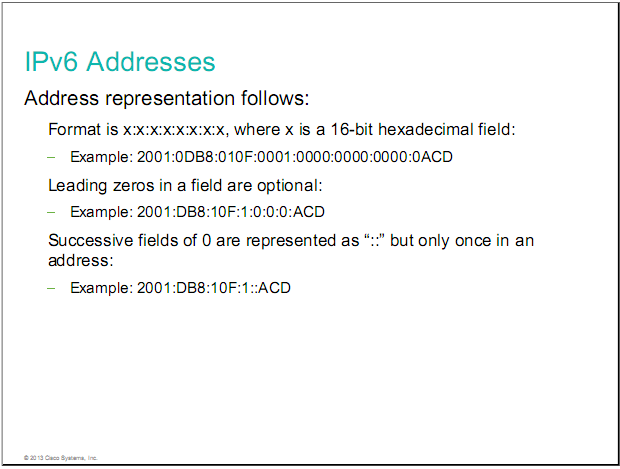 IPv6 Addresses
Address representation follows:
Format is x:x:x:x:x:x:x:x, where x is a 16-bit hexadecimal field:
– Example: 2001:0DB8:010F:0001:0000:0000:0000:0ACD
Leading zeros in a field are optional:
– Example: 2001:DB8:10F:1:0:0:0:ACD
Successive fields of 0 are represented as “::” but only once in an
address:
– Example: 2001:DB8:10F:1::ACD
© 2013 Cisco Systems, Inc.